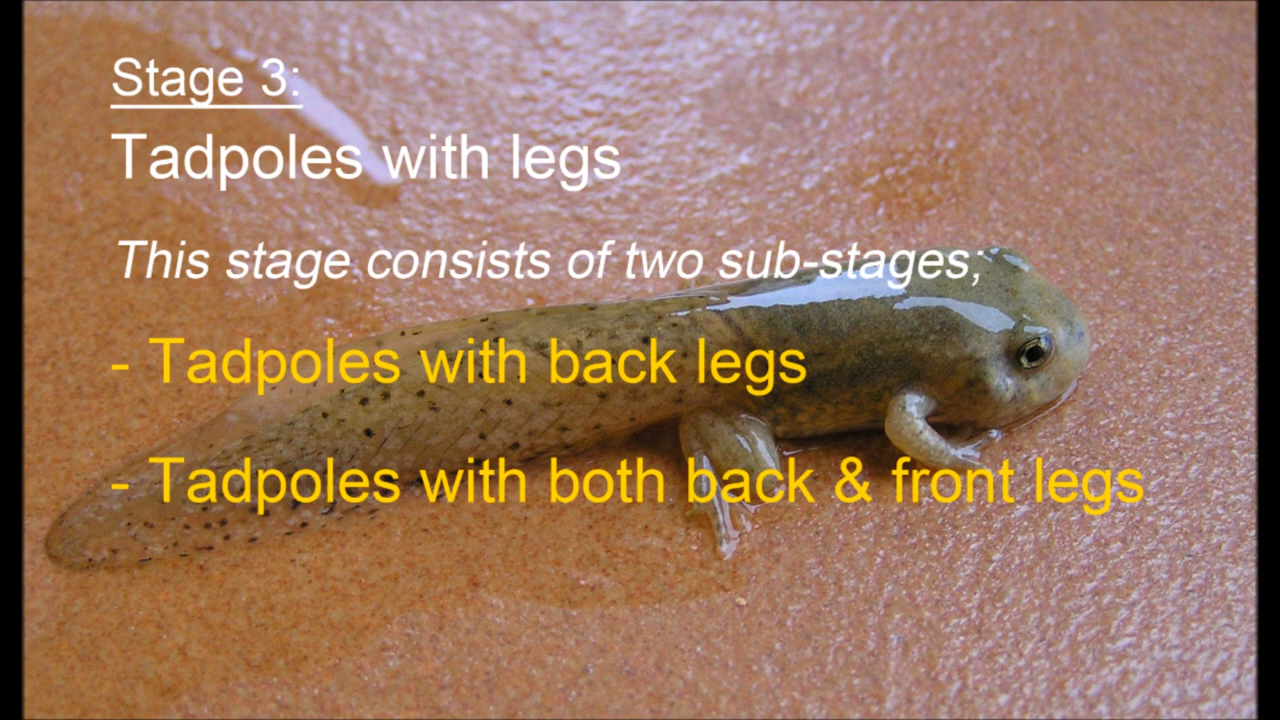 Stage 3:
Tadpoles with legs
This stage consists of two sub-stages;
- Tadpoles with back legs
- Tadpoles with both back & front legs